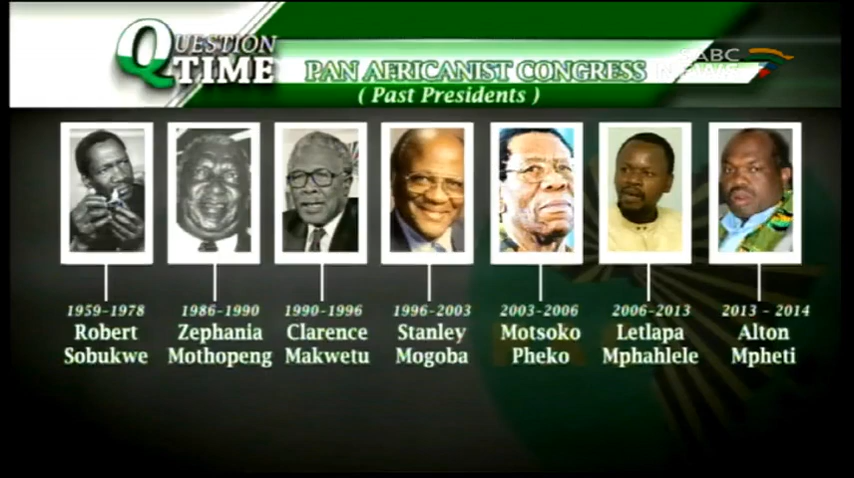 QUESTION
TIME
PAN AFRICANIST CONGRESS
SABC
NEWS
( Past Presidents )
1959-1978
Robert
Sobukwe
1986-1990
Zephania
Mothopeng
1990-1996
Clarence
Makwetu
1996-2003
Stanley
Mogoba
2003-2006
Motsoko
Pheko
2006-2013
Letlapa
Mphahlele
2013 - 2014
Alton
Mpheti